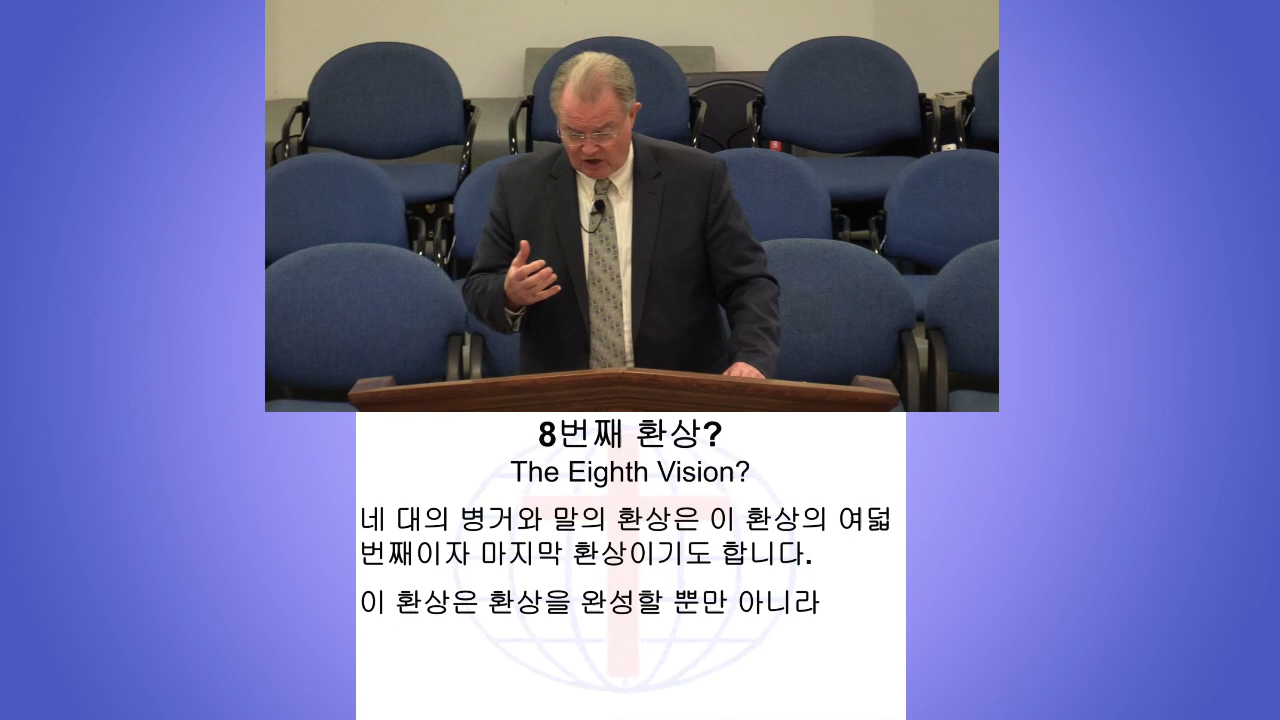 8번째 환상?
The Eighth Vision?
네 대의 병거와 말의 환상은 이 환상의 여덟
번째이자 마지막 환상이기도 합니다.
이 환상은 환상을 완성할 뿐만 아니라